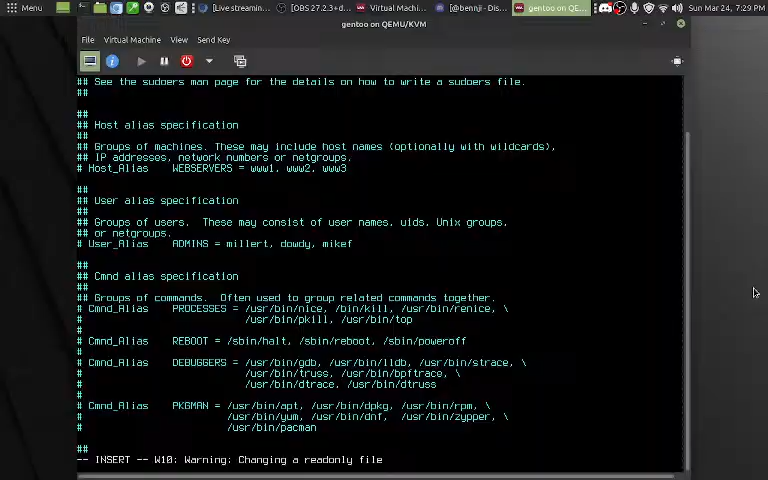 Menu
[Live streamin...
[OBS 27.2.3+d...
Virtual Machi...
[@bennji - Dis...
gentoo on QE...
Sun Mar 24, 7:29 PM
gentoo on QEMU/KVM
File Virtual Machine View Send Key
## See the sudoers man page for the details on how to write a sudoers file.
##
##
## Host alias specification
##
## Groups of machines. These may include host names (optionally with wildcards),
## IP addresses, network numbers or netgroups.
# Host_Alias WEBSERVERS = www1, www2, www3
##
## User alias specification
##
## Groups of users. These may consist of user names, uids, Unix groups,
## or netgroups.
# User_Alias ADMINS = millert, dowdy, mikef
##
## Cmnd alias specification
##
## Groups of commands. Often used to group related commands together.
# Cmnd_Alias PROCESSES = /usr/bin/nice, /bin/kill, /usr/bin/renice, \
# /usr/bin/pkill, /usr/bin/top
#
# Cmnd_Alias REBOOT = /sbin/halt, /sbin/reboot, /sbin/poweroff
#
# Cmnd_Alias DEBUGGERS = /usr/bin/gdb, /usr/bin/lldb, /usr/bin/strace, \
# /usr/bin/truss, /usr/bin/bpftrace, \
# /usr/bin/dtrace, /usr/bin/dtruss
#
# Cmnd_Alias PKGMAN = /usr/bin/apt, /usr/bin/dpkg, /usr/bin/rpm, \
# /usr/bin/yum, /usr/bin/dnf, /usr/bin/zypper, \
# /usr/bin/pacman
##
-- INSERT -- W10: Warning: Changing a readonly file